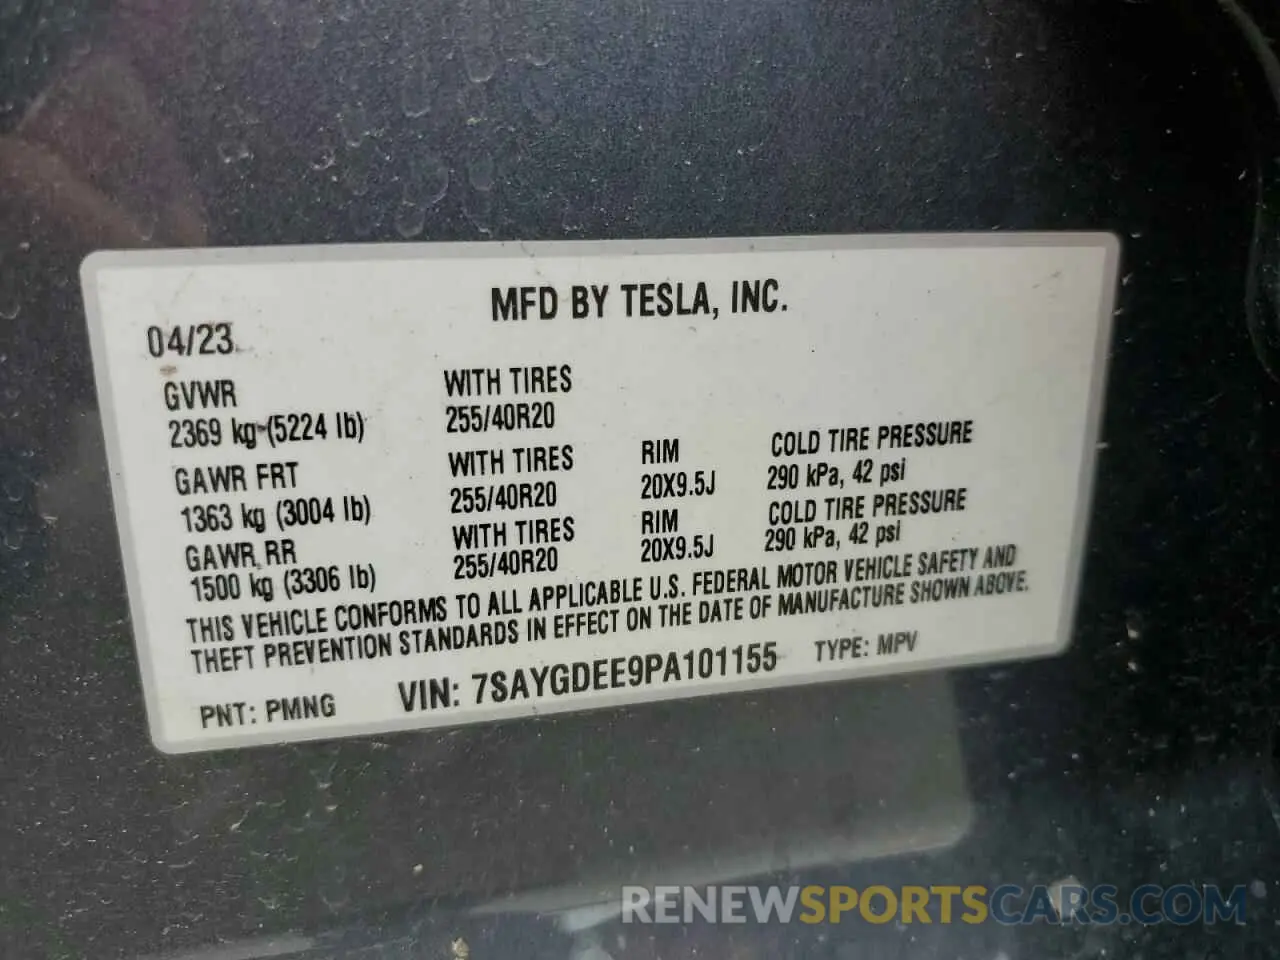 MFD BY TESLA, INC.
04/23
GVWR WITH TIRES
2369 kg (5224 lb) 255/40R20
GAWR FRT WITH TIRES RIM COLD TIRE PRESSURE
1363 kg (3004 lb) 255/40R20 20X9.5J 290 kPa, 42 psi
GAWR RR WITH TIRES RIM COLD TIRE PRESSURE
1500 kg (3306 lb) 255/40R20 20X9.5J 290 kPa, 42 psi
THIS VEHICLE CONFORMS TO ALL APPLICABLE U.S. FEDERAL MOTOR VEHICLE SAFETY AND
THEFT PREVENTION STANDARDS IN EFFECT ON THE DATE OF MANUFACTURE SHOWN ABOVE.
PNT: PMNG VIN: 7SAYGDEE9PA101155 TYPE: MPV
RENEWSPORTSCARS.COM